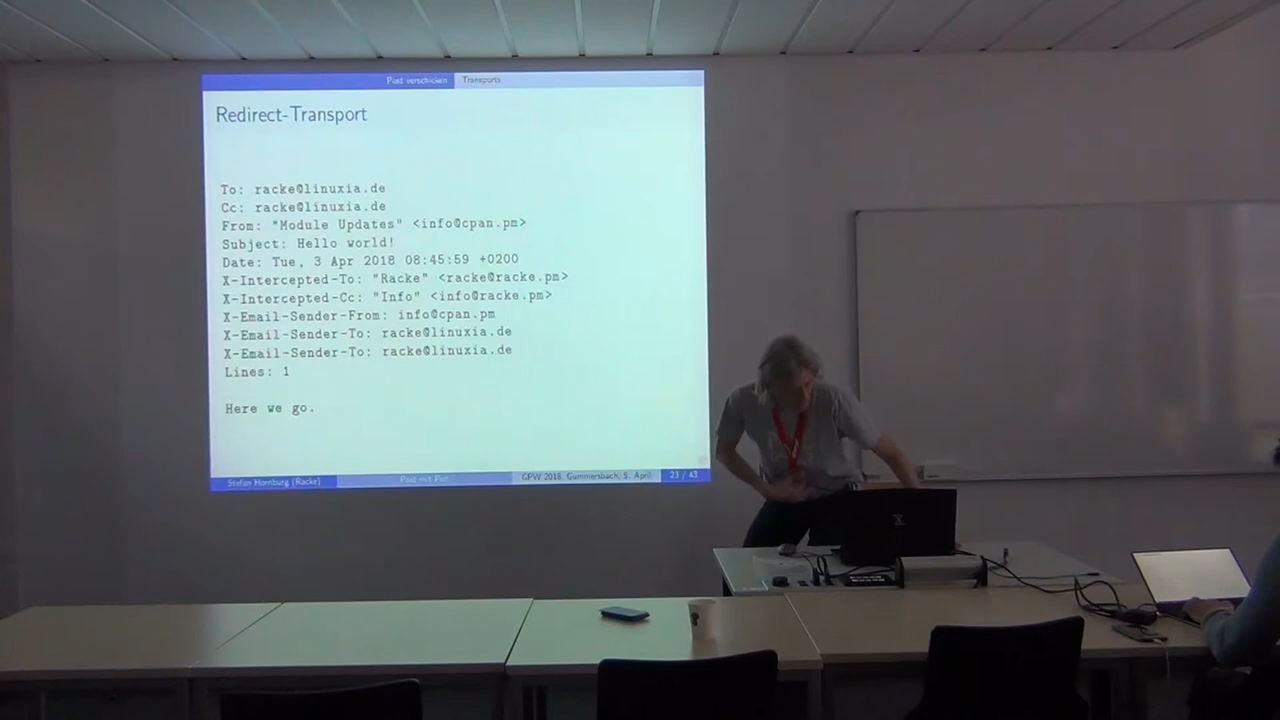 Post verschicken Transports
Redirect-Transport
To: racke@linuxia.de
Cc: racke@linuxia.de
From: "Module Updates" <info@cpan.pm>
Subject: Hello world!
Date: Tue, 3 Apr 2018 08:45:59 +0200
X-Intercepted-To: "Racke" <racke@racke.pm>
X-Intercepted-Cc: "Info" <info@racke.pm>
X-Email-Sender-From: info@cpan.pm
X-Email-Sender-To: racke@linuxia.de
X-Email-Sender-To: racke@linuxia.de
Lines: 1
Here we go.
Stefan Hornburg (Racke) Post mit Perl GPW 2018, Gummersbach, 5. April 23 / 43